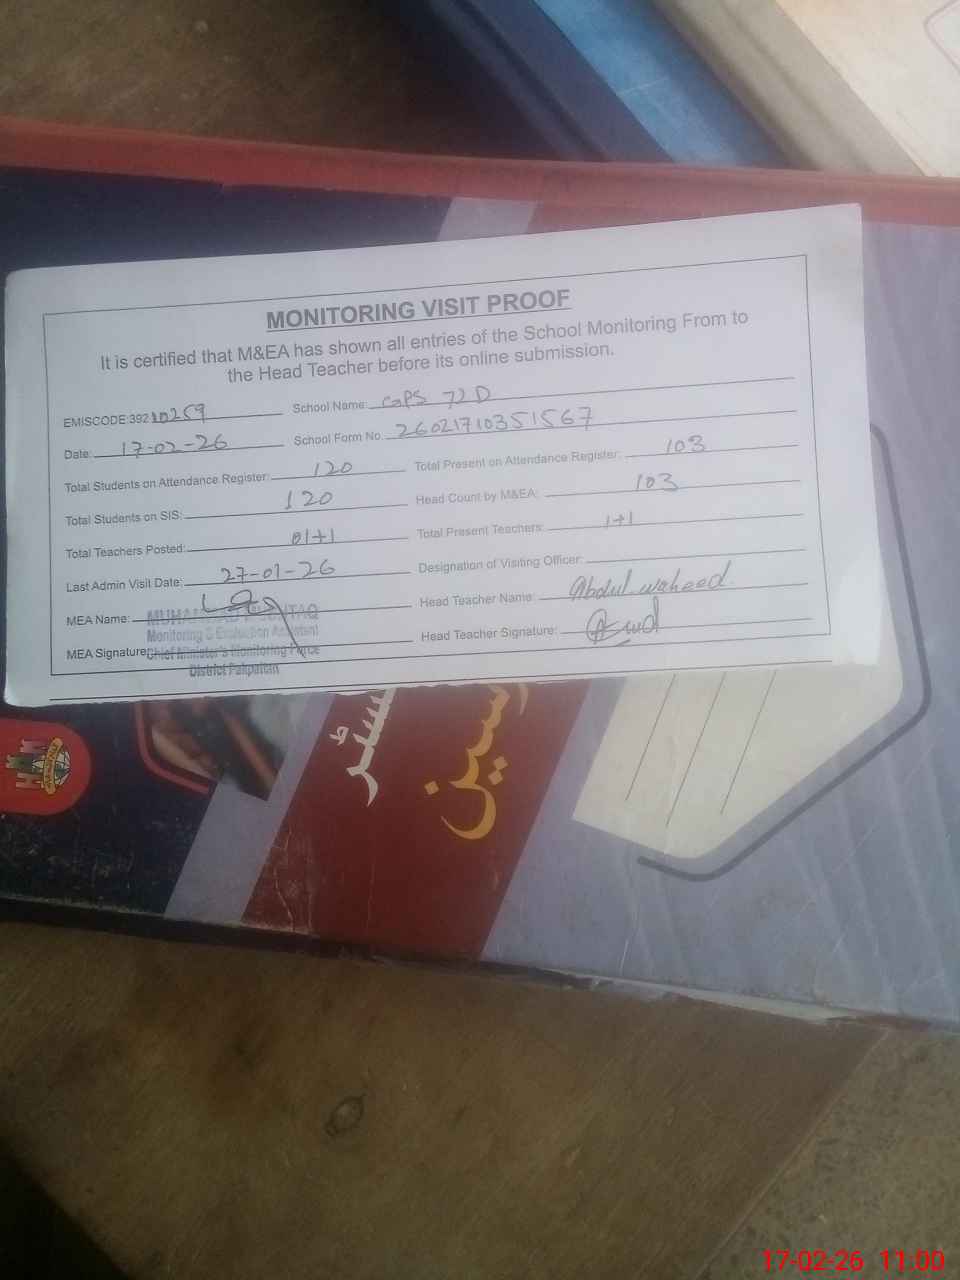 MONITORING VISIT PROOF
It is certified that M&EA has shown all entries of the School Monitoring From to
the Head Teacher before its online submission.
EMISCODE:392 10259 School Name: GPS 72 D
Date: 17-02-26 School Form No. 26021710351567
Total Students on Attendance Register: 120 Total Present on Attendance Register: 103
Total Students on SIS: 120 Head Count by M&EA: 103
Total Teachers Posted: 01+1 Total Present Teachers: 1+1
Last Admin Visit Date: 27-01-26 Designation of Visiting Officer:
MEA Name: Head Teacher Name: Abdul waheed.
MUHAMMAD MUSHTAQ
Monitoring & Evaluation Assistant
MEA Signature: Head Teacher Signature:
Chief Minister's Monitoring Force
District Pakpattan
17-02-26 11:00